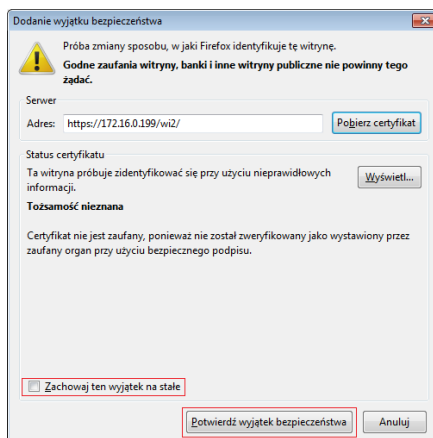 Dodanie wyjątku bezpieczeństwa
Próba zmiany sposobu, w jaki Firefox identyfikuje tę witrynę.
Godne zaufania witryny, banki i inne witryny publiczne nie powinny tego
żądać.
Serwer
Adres: https://172.16.0.199/wi2/ Pobierz certyfikat
Status certyfikatu
Ta witryna próbuje zidentyfikować się przy użyciu nieprawidłowych
informacji.
Wyświetl...
Tożsamość nieznana
Certyfikat nie jest zaufany, ponieważ nie został zweryfikowany jako wystawiony przez
zaufany organ przy użyciu bezpiecznego podpisu.
Zachowaj ten wyjątek na stałe
Potwierdź wyjątek bezpieczeństwa Anuluj